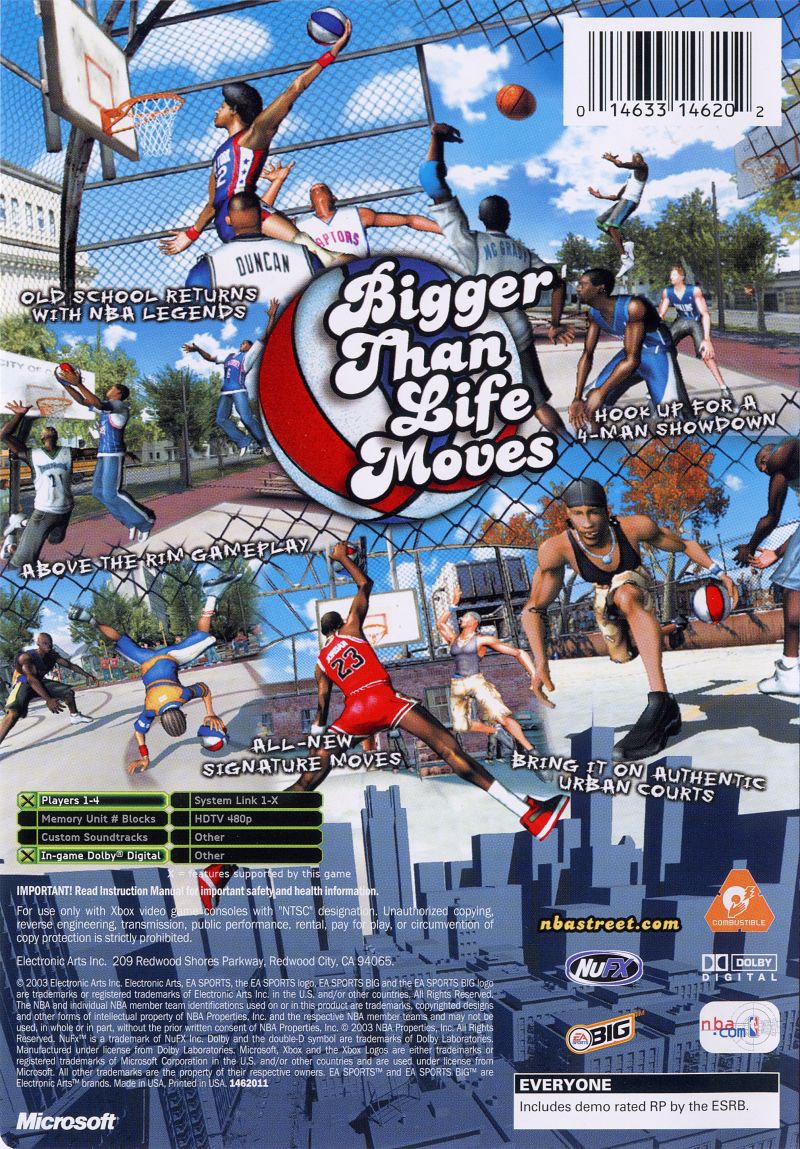 0 14633 14620 2
DUNCAN
APTORS
MC GRADY
OLD SCHOOL RETURNS
WITH NBA LEGENDS
Bigger
Than
Life
Moves
HOOK UP FOR A
4-MAN SHOWDOWN
CITY OF
ABOVE THE RIM GAMEPLAY
JORDAN
23
ALL-NEW
SIGNATURE MOVES
BRING IT ON AUTHENTIC
URBAN COURTS
X Players 1-4
System Link 1-X
Memory Unit # Blocks
HDTV 480p
Custom Soundtracks
Other
X In-game Dolby® Digital
Other
X = features supported by this game
IMPORTANT! Read Instruction Manual for important safety and health information.
For use only with Xbox video game consoles with "NTSC" designation. Unauthorized copying,
reverse engineering, transmission, public performance, rental, pay for play, or circumvention of
copy protection is strictly prohibited.
Electronic Arts Inc. 209 Redwood Shores Parkway, Redwood City, CA 94065.
© 2003 Electronic Arts Inc. Electronic Arts, EA SPORTS, the EA SPORTS logo, EA SPORTS BIG and the EA SPORTS BIG logo
are trademarks or registered trademarks of Electronic Arts Inc. in the U.S. and/or other countries. All Rights Reserved.
The NBA and individual NBA member team identifications used on or in this product are trademarks, copyrighted designs
and other forms of intellectual property of NBA Properties, Inc. and the respective NBA member teams and may not be
used, in whole or in part, without the prior written consent of NBA Properties, Inc. © 2003 NBA Properties, Inc. All Rights
Reserved. NuFx™ is a trademark of NuFX Inc. Dolby and the double-D symbol are trademarks of Dolby Laboratories.
Manufactured under license from Dolby Laboratories. Microsoft, Xbox and the Xbox Logos are either trademarks or
registered trademarks of Microsoft Corporation in the U.S. and/or other countries and are used under license from
Microsoft. All other trademarks are the property of their respective owners. EA SPORTS™ and EA SPORTS BIG™ are
Electronic Arts™ brands. Made in USA. Printed in USA. 1462011
nbastreet.com
COMBUSTIBLE
NuFX
DOLBY
DIGITAL
EA SPORTS BIG™
nba
.com
EVERYONE
Includes demo rated RP by the ESRB.
Microsoft